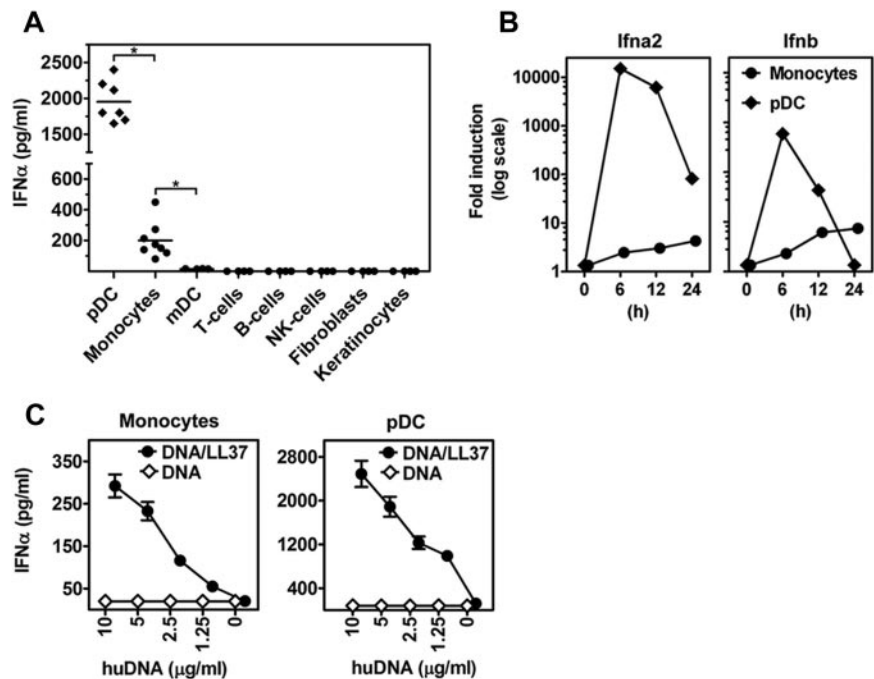 A
IFNα (pg/ml)
2500
2000
1500
600
400
200
*
*
pDC
Monocytes
mDC
T-cells
B-cells
NK-cells
Fibroblasts
Keratinocytes
B
Ifna2
Ifnb
Fold induction
(log scale)
10000
1000
100
10
1
Monocytes
pDC
0 6 12 24
0 6 12 24
(h)
(h)
C
Monocytes
pDC
IFNα (pg/ml)
350
250
150
50
DNA/LL37
DNA
2800
2000
1200
400
DNA/LL37
DNA
10 5 2.5 1.25 0
10 5 2.5 1.25 0
huDNA (μg/ml)
huDNA (μg/ml)